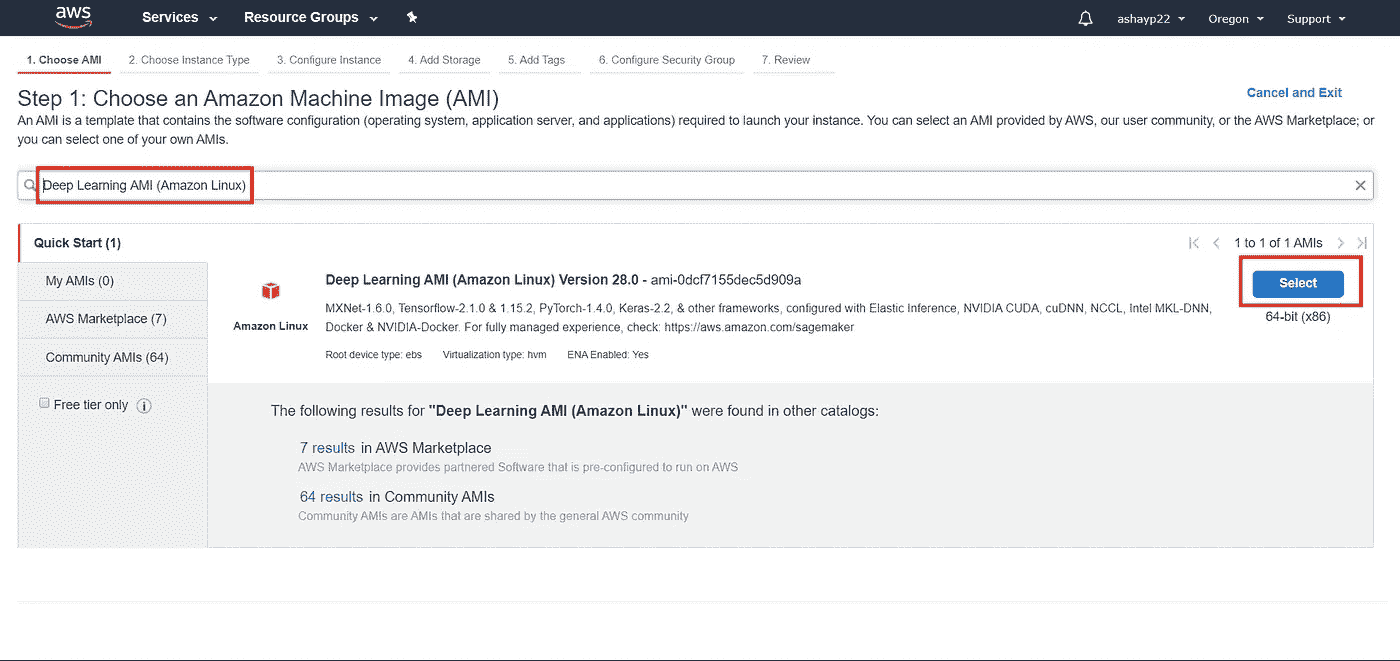 aws Services Resource Groups ashayp22 Oregon Support
1. Choose AMI 2. Choose Instance Type 3. Configure Instance 4. Add Storage 5. Add Tags 6. Configure Security Group 7. Review
Step 1: Choose an Amazon Machine Image (AMI)
Cancel and Exit
An AMI is a template that contains the software configuration (operating system, application server, and applications) required to launch your instance. You can select an AMI provided by AWS, our user community, or the AWS Marketplace; or
you can select one of your own AMIs.
Deep Learning AMI (Amazon Linux)
Quick Start (1)
1 to 1 of 1 AMIs
My AMIs (0)
AWS Marketplace (7)
Community AMIs (64)
Free tier only
Amazon Linux
Deep Learning AMI (Amazon Linux) Version 28.0 - ami-0dcf7155dec5d909a
MXNet-1.6.0, Tensorflow-2.1.0 & 1.15.2, PyTorch-1.4.0, Keras-2.2, & other frameworks, configured with Elastic Inference, NVIDIA CUDA, cuDNN, NCCL, Intel MKL-DNN,
Docker & NVIDIA-Docker. For fully managed experience, check: https://aws.amazon.com/sagemaker
Root device type: ebs Virtualization type: hvm ENA Enabled: Yes
Select
64-bit (x86)
The following results for "Deep Learning AMI (Amazon Linux)" were found in other catalogs:
7 results in AWS Marketplace
AWS Marketplace provides partnered Software that is pre-configured to run on AWS
64 results in Community AMIs
Community AMIs are AMIs that are shared by the general AWS community